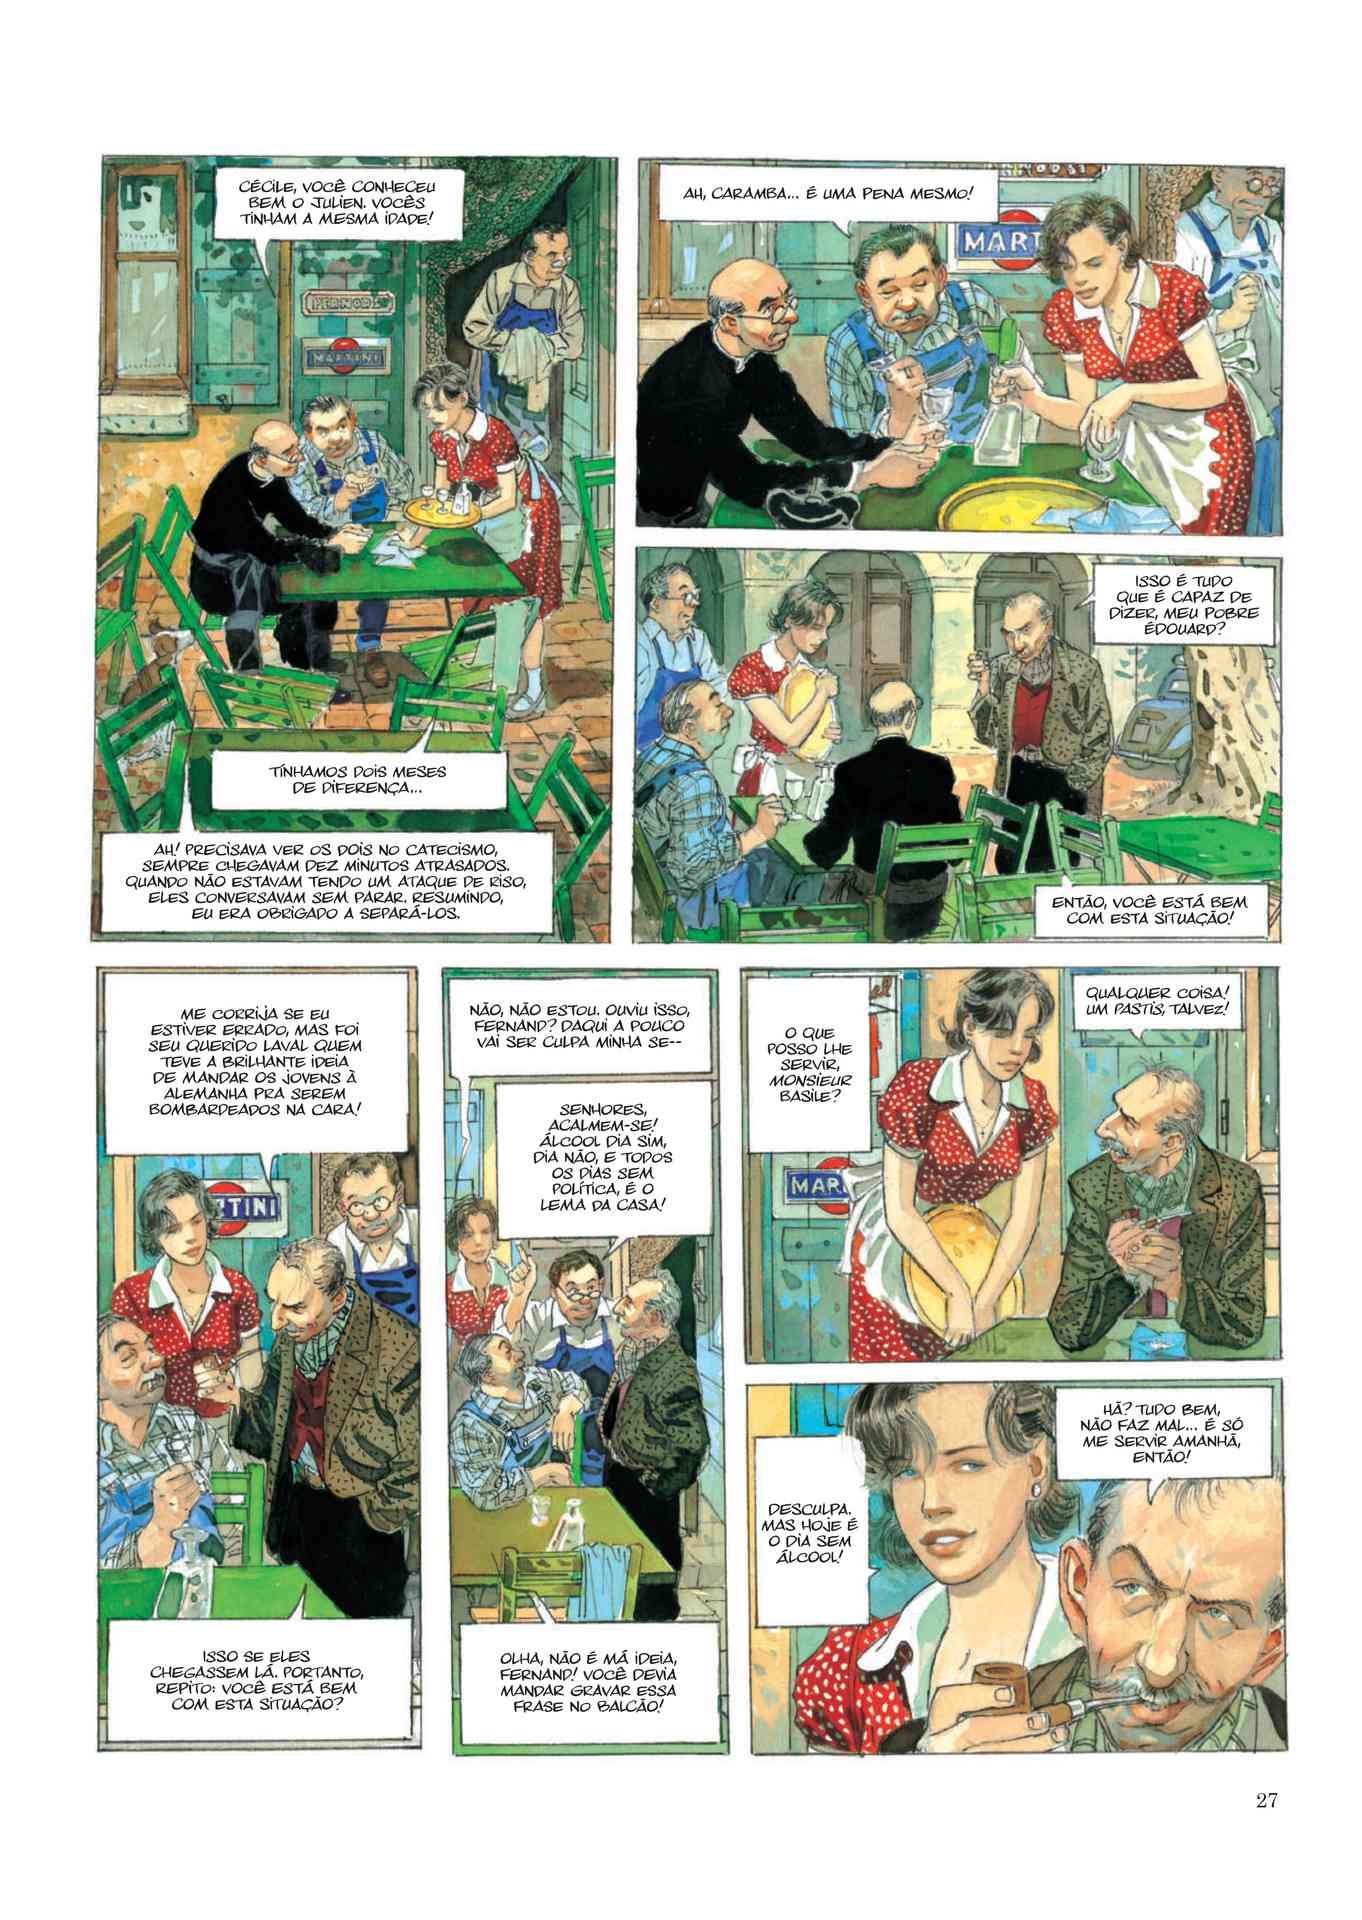 CÉCILE, VOCÊ CONHECEU
BEM O JULIEN. VOCÊS
TINHAM A MESMA IDADE!
PERNOD
MARTINI
TÍNHAMOS DOIS MESES
DE DIFERENÇA...
AH! PRECISAVA VER OS DOIS NO CATECISMO,
SEMPRE CHEGAVAM DEZ MINUTOS ATRASADOS.
QUANDO NÃO ESTAVAM TENDO UM ATAQUE DE RISO,
ELES CONVERSAVAM SEM PARAR. RESUMINDO,
EU ERA OBRIGADO A SEPARÁ-LOS.
AH, CARAMBA... É UMA PENA MESMO!
MART
ISSO É TUDO
QUE É CAPAZ DE
DIZER, MEU POBRE
ÉDOUARD?
ENTÃO, VOCÊ ESTÁ BEM
COM ESTA SITUAÇÃO!
ME CORRIJA SE EU
ESTIVER ERRADO, MAS FOI
SEU QUERIDO LAVAL QUEM
TEVE A BRILHANTE IDEIA
DE MANDAR OS JOVENS À
ALEMANHA PRA SEREM
BOMBARDEADOS NA CARA!
TINI
ISSO SE ELES
CHEGASSEM LÁ. PORTANTO,
REPITO: VOCÊ ESTÁ BEM
COM ESTA SITUAÇÃO?
NÃO, NÃO ESTOU. OUVIU ISSO,
FERNAND? DAQUI A POUCO
VAI SER CULPA MINHA SE--
SENHORES,
ACALMEM-SE!
ÁLCOOL DIA SIM,
DIA NÃO, E TODOS
OS DIAS SEM
POLÍTICA, É O
LEMA DA CASA!
OLHA, NÃO É MÁ IDEIA,
FERNAND! VOCÊ DEVIA
MANDAR GRAVAR ESSA
FRASE NO BALCÃO!
O QUE
POSSO LHE
SERVIR,
MONSIEUR
BASILE?
QUALQUER COISA!
UM PASTIS, TALVEZ!
MAR
DESCULPA.
MAS HOJE É
O DIA SEM
ÁLCOOL!
HÃ? TUDO BEM,
NÃO FAZ MAL... É SÓ
ME SERVIR AMANHÃ,
ENTÃO!
27